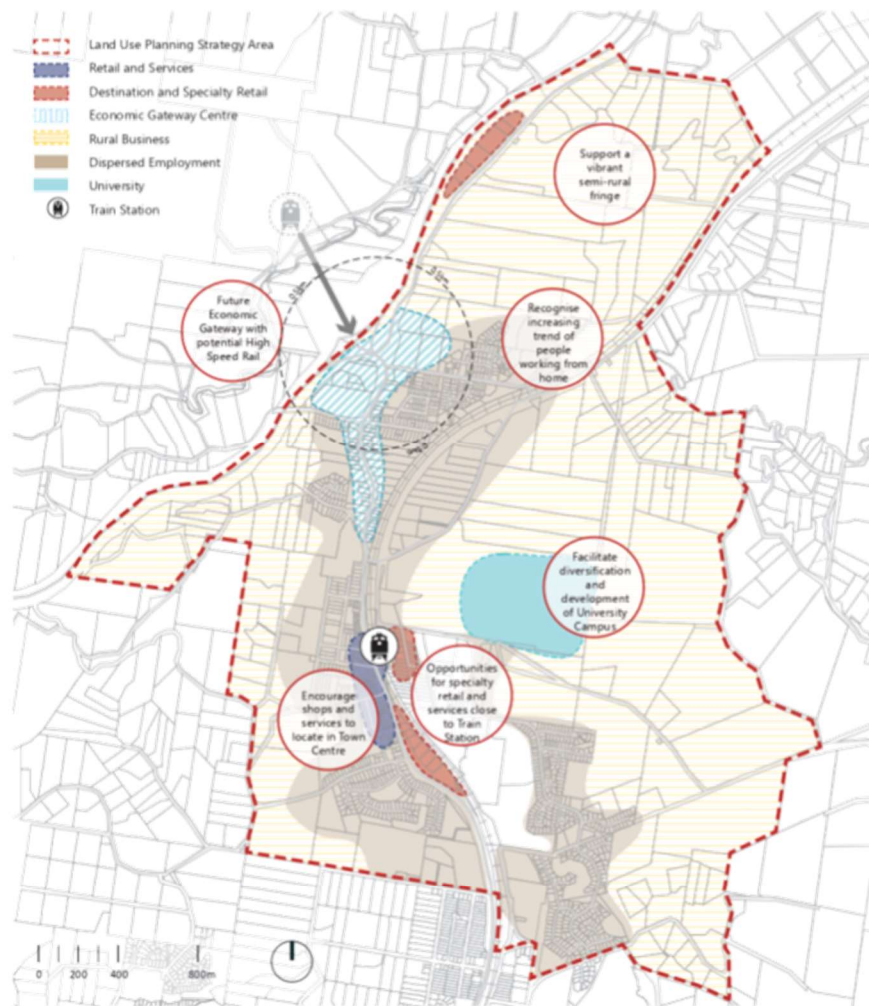 Land Use Planning Strategy Area
Retail and Services
Destination and Specialty Retail
Economic Gateway Centre
Rural Business
Dispersed Employment
University
Train Station
Support a
vibrant
semi-rural
fringe
Future
Economic
Gateway with
potential High
Speed Rail
Recognise
increasing
trend of
people
working from
home
Facilitate
diversification
and
development
of University
Campus
Opportunities
for specialty
retail and
services close
to Train
Station
Encourage
shops and
services to
locate in Town
Centre
0 200 400 800m